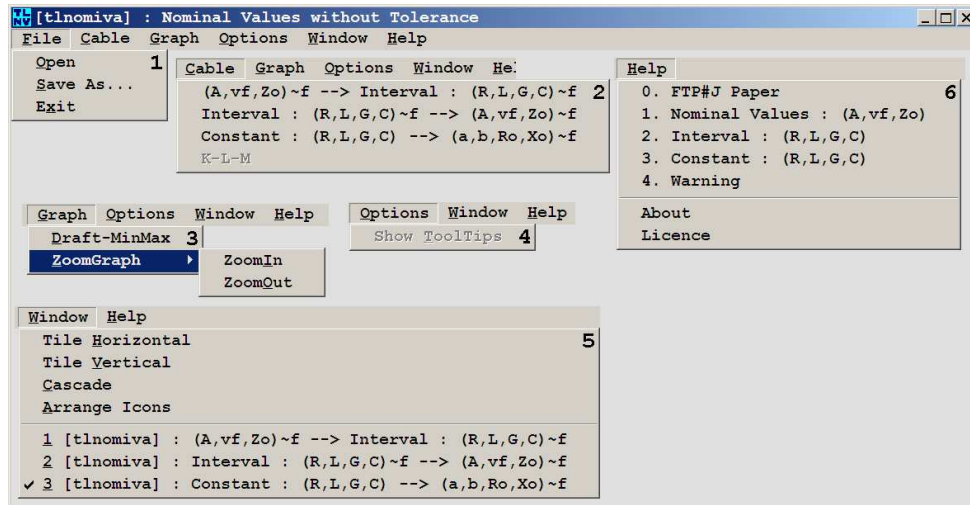 TL NV [tlnomiva] : Nominal Values without Tolerance
File Cable Graph Options Window Help
Open 1
Save As...
Exit
Cable Graph Options Window He
(A,vf,Zo)~f --> Interval : (R,L,G,C)~f 2
Interval : (R,L,G,C)~f --> (A,vf,Zo)~f
Constant : (R,L,G,C) --> (a,b,Ro,Xo)~f
K-L-M
Help
0. FTP#J Paper 6
1. Nominal Values : (A,vf,Zo)
2. Interval : (R,L,G,C)
3. Constant : (R,L,G,C)
4. Warning
About
Licence
Graph Options Window Help
Draft-MinMax 3
ZoomGraph
ZoomIn
ZoomOut
Options Window Help
Show ToolTips 4
Window Help
Tile Horizontal 5
Tile Vertical
Cascade
Arrange Icons
1 [tlnomiva] : (A,vf,Zo)~f --> Interval : (R,L,G,C)~f
2 [tlnomiva] : Interval : (R,L,G,C)~f --> (A,vf,Zo)~f
✓ 3 [tlnomiva] : Constant : (R,L,G,C) --> (a,b,Ro,Xo)~f